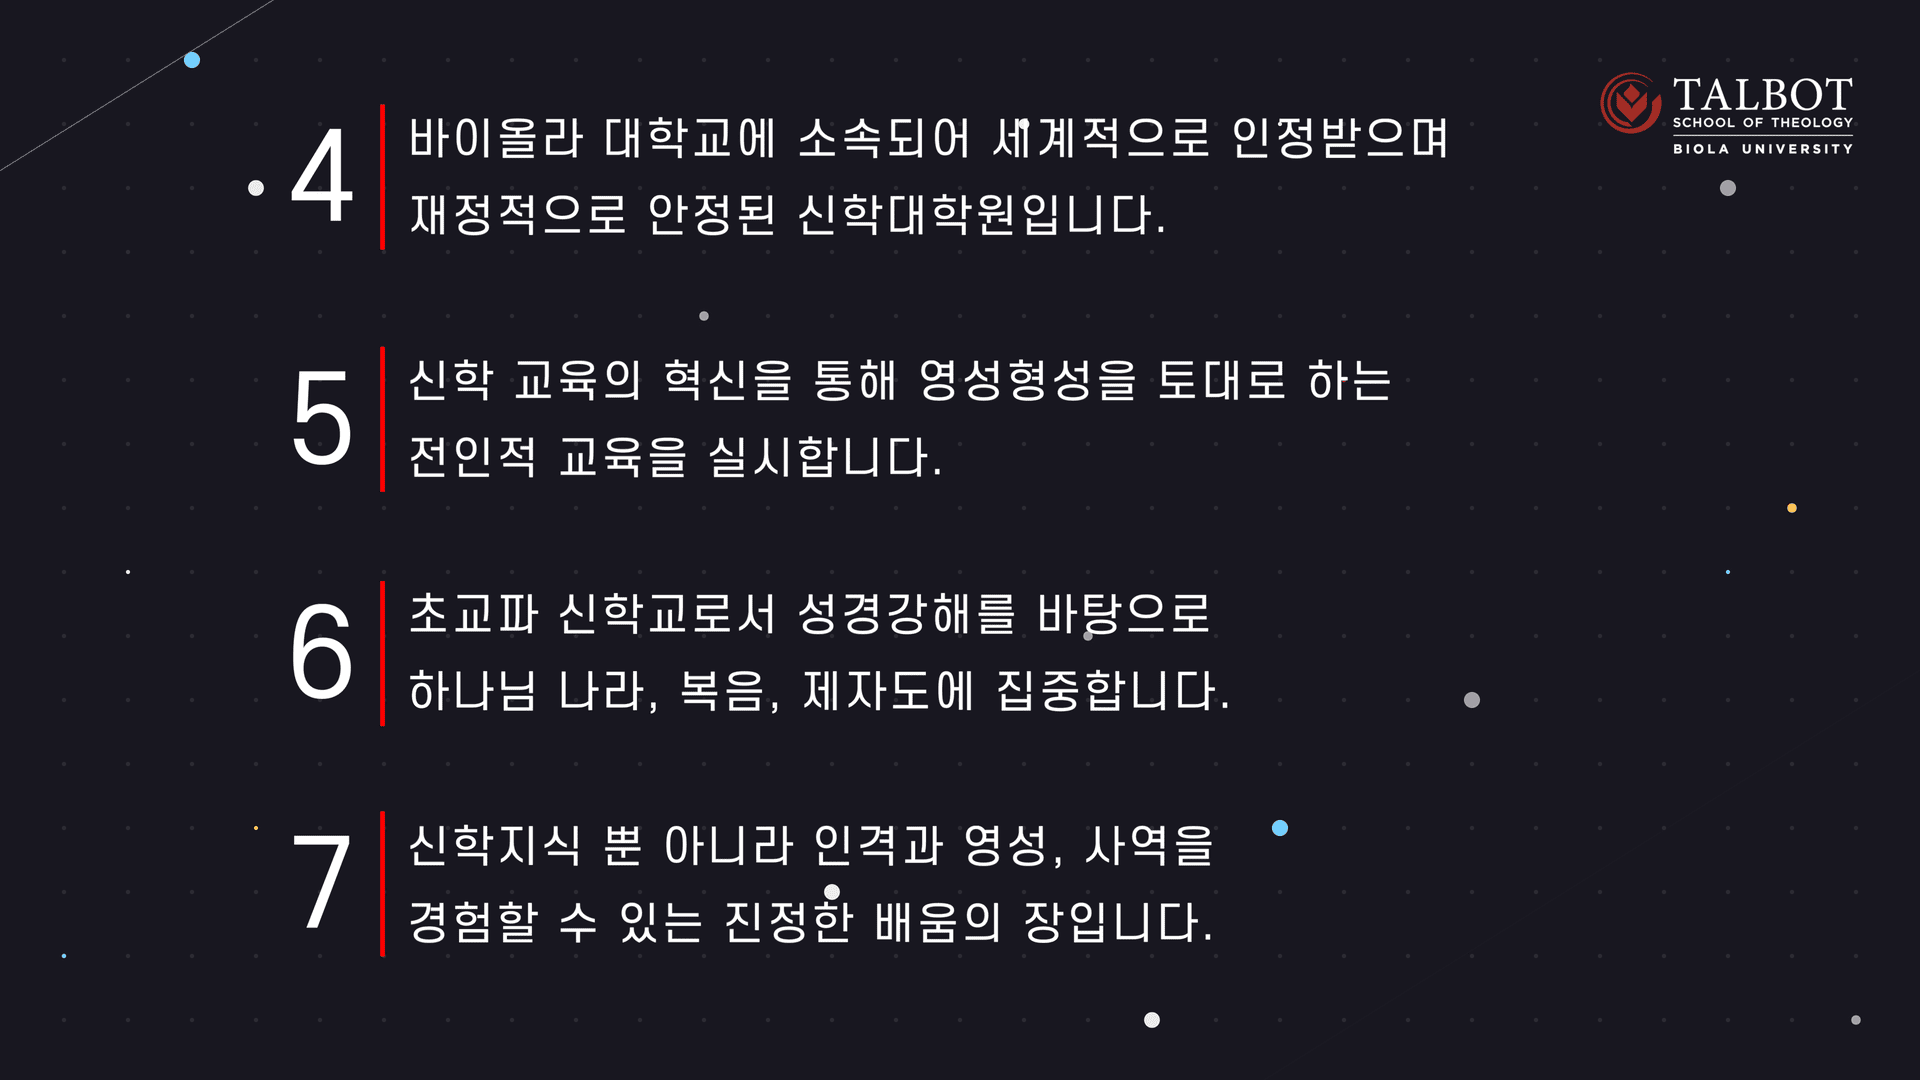 TALBOT
SCHOOL OF THEOLOGY
BIOLA UNIVERSITY
4
바이올라 대학교에 소속되어 세계적으로 인정받으며
재정적으로 안정된 신학대학원입니다.
5
신학 교육의 혁신을 통해 영성형성을 토대로 하는
전인적 교육을 실시합니다.
6
초교파 신학교로서 성경강해를 바탕으로
하나님 나라, 복음, 제자도에 집중합니다.
7
신학지식 뿐 아니라 인격과 영성, 사역을
경험할 수 있는 진정한 배움의 장입니다.